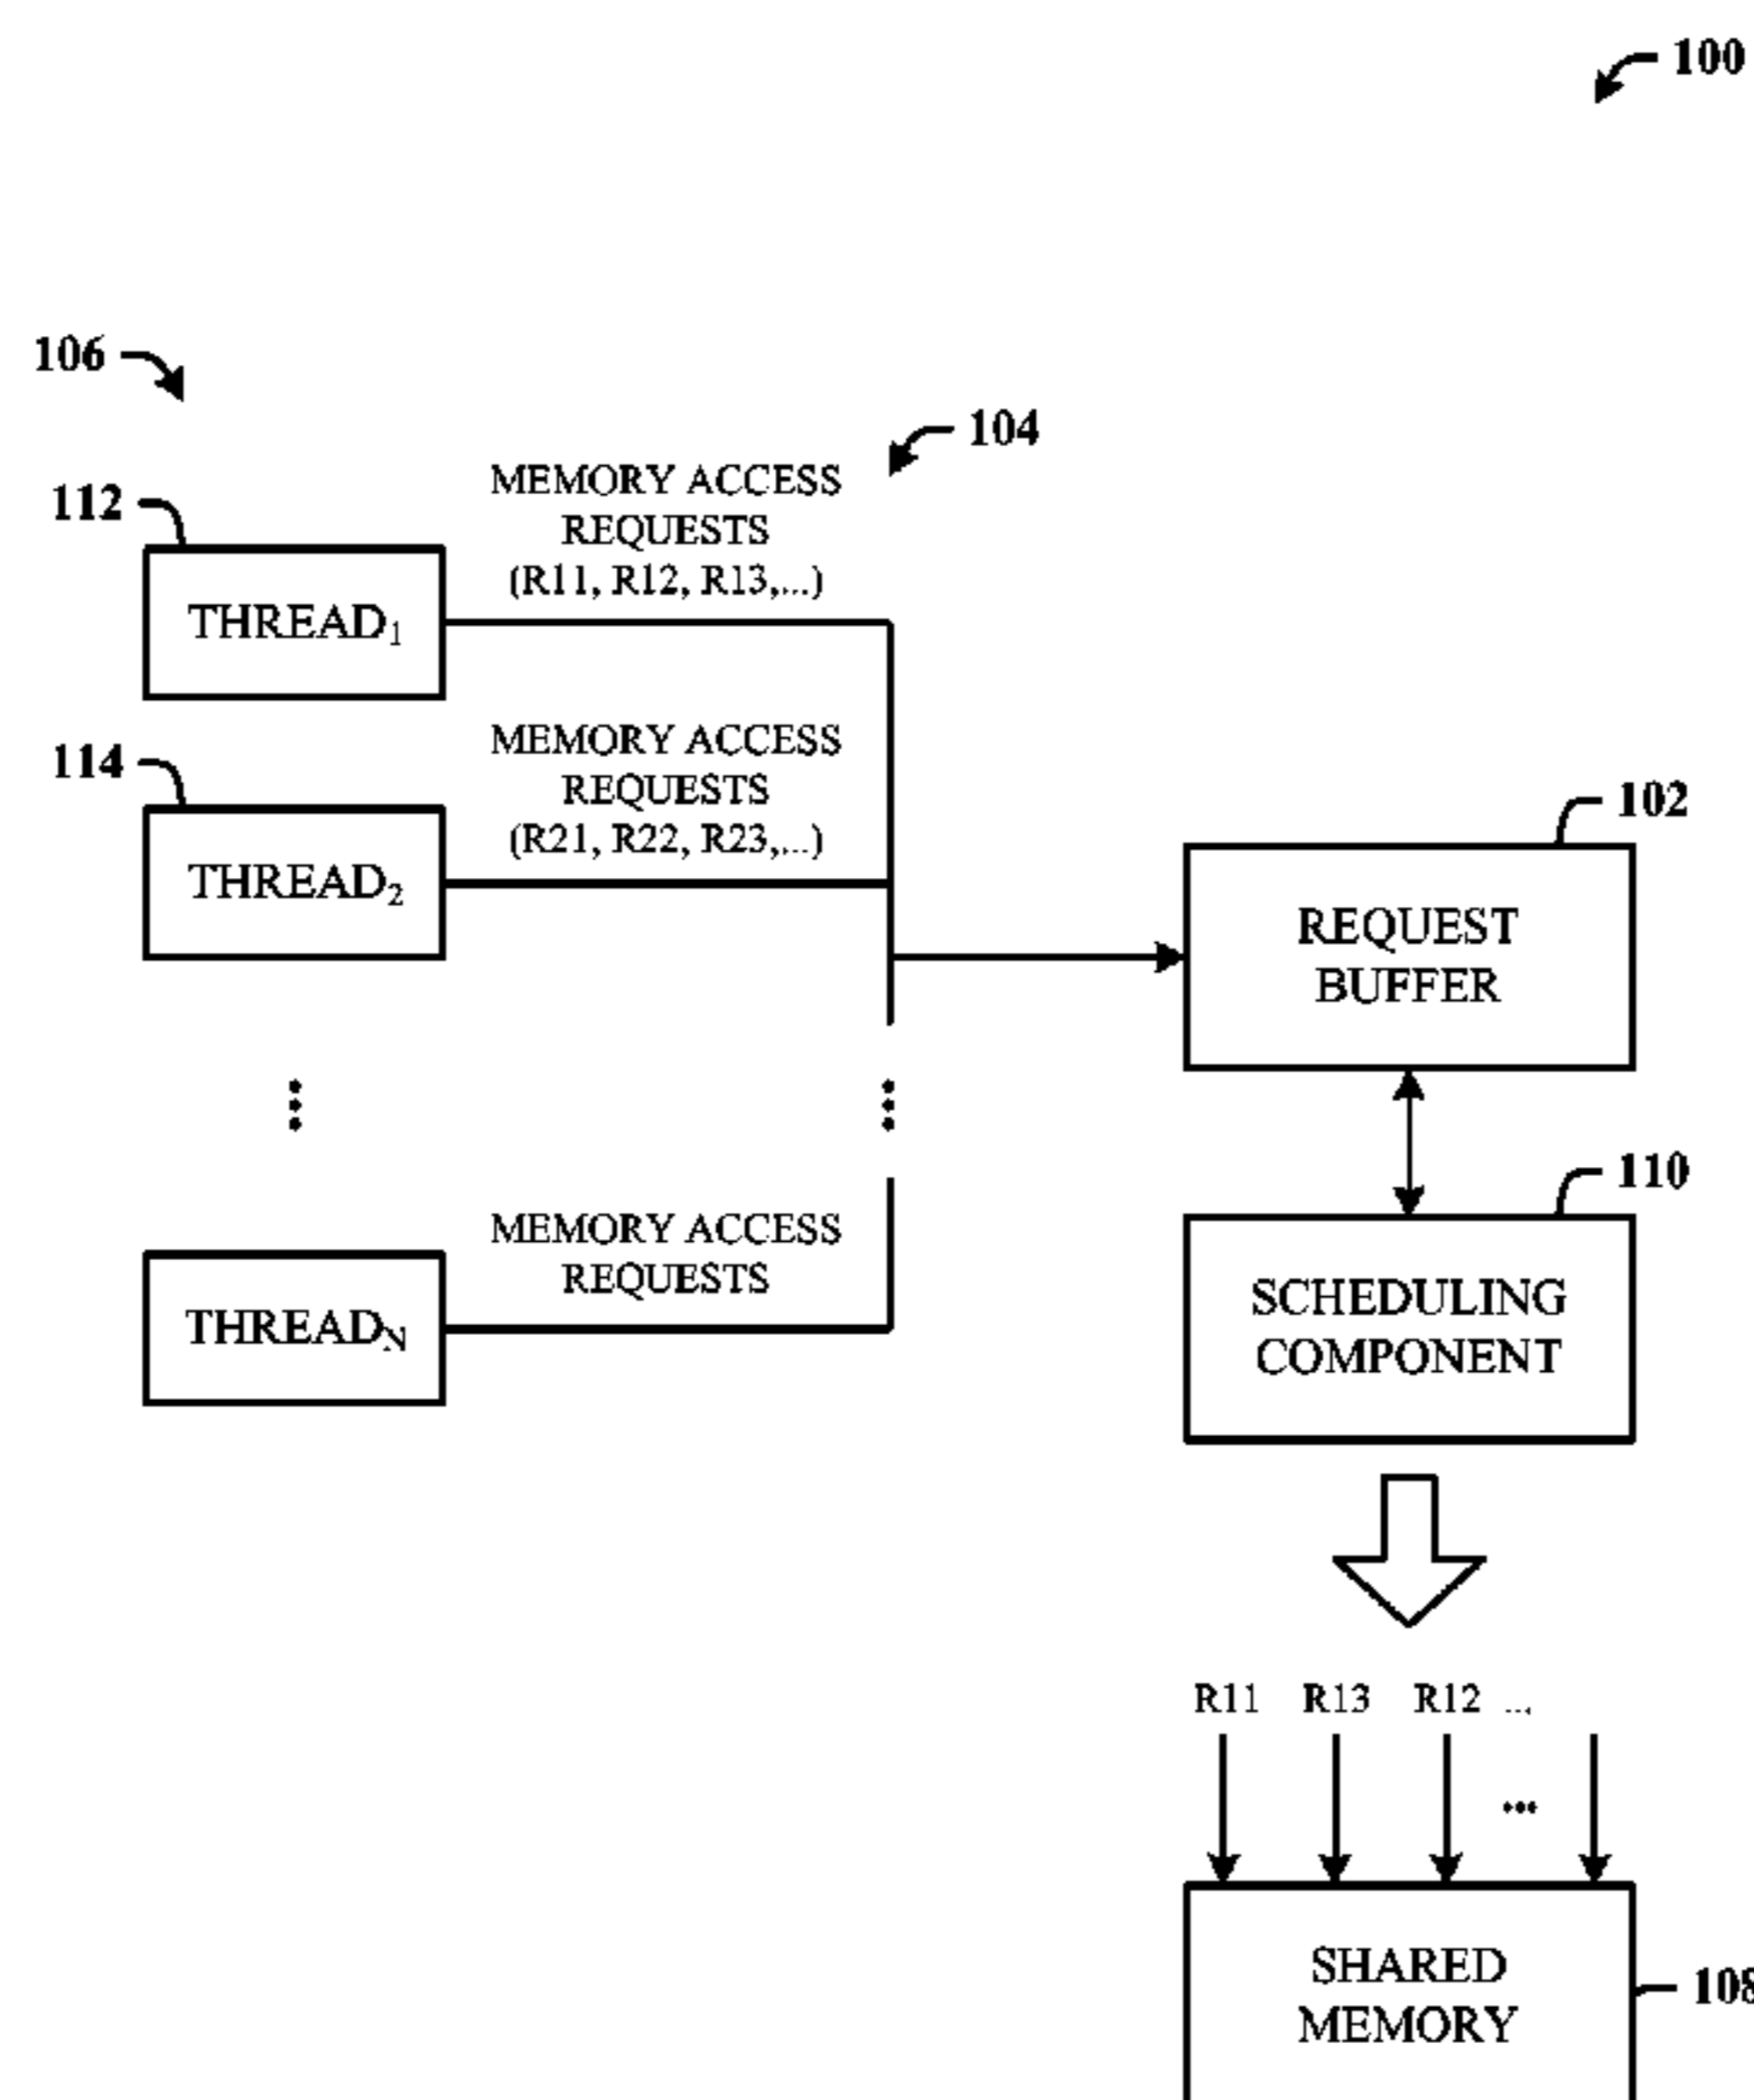 100
106
104
112
MEMORY ACCESS
REQUESTS
(R11, R12, R13,...)
THREAD1
114
MEMORY ACCESS
REQUESTS
(R21, R22, R23,...)
THREAD2
102
REQUEST
BUFFER
110
MEMORY ACCESS
REQUESTS
THREADN
SCHEDULING
COMPONENT
R11 R13 R12 ...
...
SHARED
MEMORY
108